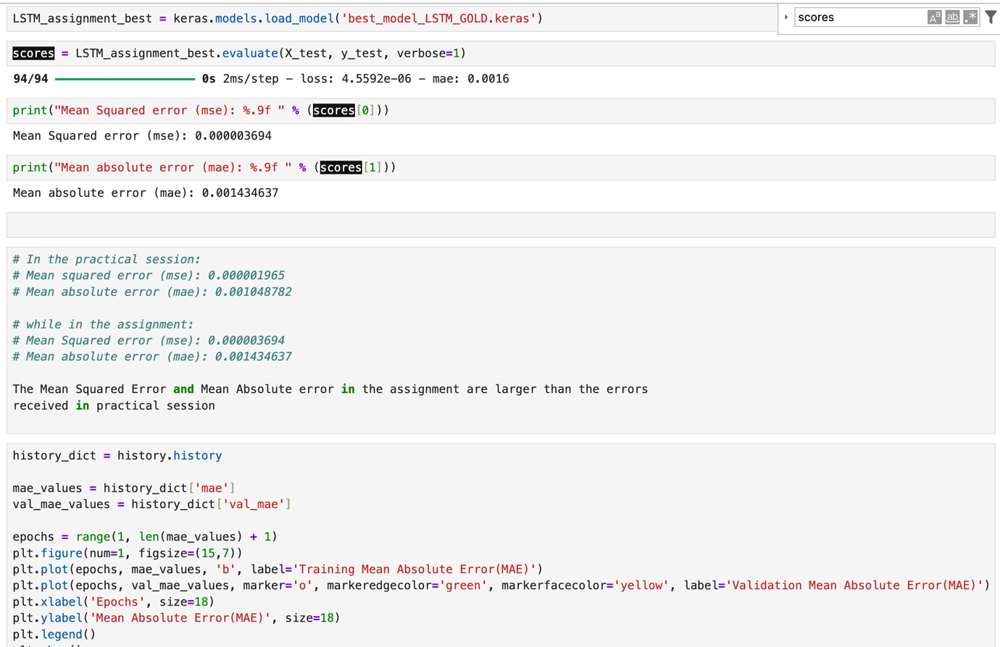 LSTM_assignment_best = keras.models.load_model('best_model_LSTM_GOLD.keras')
scores
scores = LSTM_assignment_best.evaluate(X_test, y_test, verbose=1)
94/94 0s 2ms/step - loss: 4.5592e-06 - mae: 0.0016
print("Mean Squared error (mse): %.9f " % (scores[0]))
Mean Squared error (mse): 0.000003694
print("Mean absolute error (mae): %.9f " % (scores[1]))
Mean absolute error (mae): 0.001434637
# In the practical session:
# Mean squared error (mse): 0.000001965
# Mean absolute error (mae): 0.001048782
# while in the assignment:
# Mean Squared error (mse): 0.000003694
# Mean absolute error (mae): 0.001434637
The Mean Squared Error and Mean Absolute error in the assignment are larger than the errors
received in practical session
history_dict = history.history
mae_values = history_dict['mae']
val_mae_values = history_dict['val_mae']
epochs = range(1, len(mae_values) + 1)
plt.figure(num=1, figsize=(15,7))
plt.plot(epochs, mae_values, 'b', label='Training Mean Absolute Error(MAE)')
plt.plot(epochs, val_mae_values, marker='o', markeredgecolor='green', markerfacecolor='yellow', label='Validation Mean Absolute Error(MAE)')
plt.xlabel('Epochs', size=18)
plt.ylabel('Mean Absolute Error(MAE)', size=18)
plt.legend()